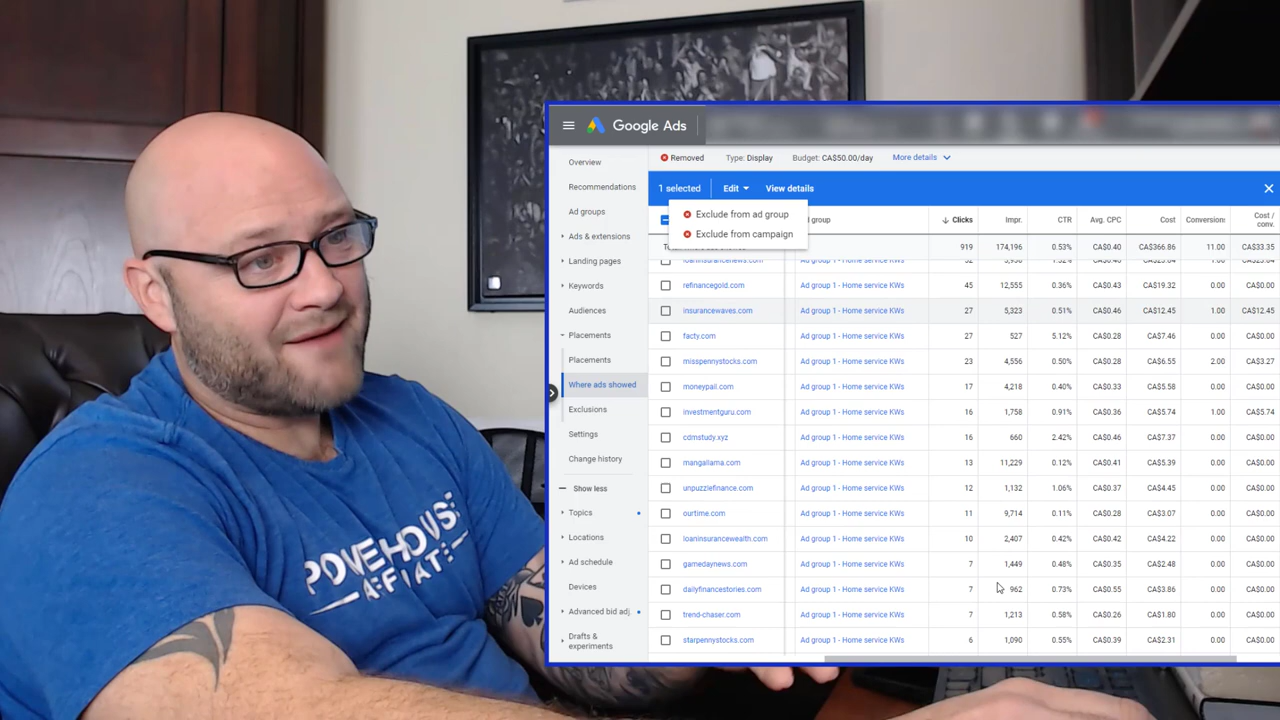 POWERHOUSE
AFFILIATE
Google Ads
Removed Type: Display Budget: CA$50.00/day More details
1 selected Edit View details
Exclude from ad group
Exclude from campaign
Overview
Recommendations
Ad groups
Ads & extensions
Landing pages
Keywords
Audiences
Placements
Placements
Where ads showed
Exclusions
Settings
Change history
Show less
Topics
Locations
Ad schedule
Devices
Advanced bid adj.
Drafts &
experiments
group Clicks Impr. CTR Avg. CPC Cost Conversions Cost / conv.
919 174,196 0.53% 11.00 CA$33.35
refinancegold.com Ad group 1 - Home service KWs 45 12,555 0.36% CA$0.43 CA$19.32 0.00 CA$0.00
insurancewaves.com Ad group 1 - Home service KWs 27 5,323 0.51% CA$0.46 CA$12.45 1.00 CA$12.45
facty.com Ad group 1 - Home service KWs 27 527 5.12% CA$0.28 CA$7.46 0.00 CA$0.00
misspennystocks.com Ad group 1 - Home service KWs 23 4,556 0.50% CA$0.28 CA$6.55 2.00 CA$3.27
moneypail.com Ad group 1 - Home service KWs 17 4,218 0.40% CA$0.33 CA$5.58 0.00 CA$0.00
investmentguru.com Ad group 1 - Home service KWs 16 1,758 0.91% CA$0.36 CA$5.74 1.00 CA$5.74
cdmstudy.xyz Ad group 1 - Home service KWs 16 660 2.42% CA$0.46 CA$7.37 0.00 CA$0.00
mangallama.com Ad group 1 - Home service KWs 13 11,229 0.12% CA$0.41 CA$5.39 0.00 CA$0.00
unpuzzlefinance.com Ad group 1 - Home service KWs 12 1,132 1.06% CA$0.37 CA$4.45 0.00 CA$0.00
ourtime.com Ad group 1 - Home service KWs 11 9,714 0.11% CA$0.28 CA$3.07 0.00 CA$0.00
loaninsurancewealth.com Ad group 1 - Home service KWs 10 2,407 0.42% CA$0.42 CA$4.22 0.00 CA$0.00
gamedaynews.com Ad group 1 - Home service KWs 7 1,449 0.48% CA$0.35 CA$2.48 0.00 CA$0.00
dailyfinancestories.com Ad group 1 - Home service KWs 7 962 0.73% CA$0.55 CA$3.86 0.00 CA$0.00
trend-chaser.com Ad group 1 - Home service KWs 7 1,213 0.58% CA$0.26 CA$1.80 0.00 CA$0.00
starpennystocks.com Ad group 1 - Home service KWs 6 1,090 0.55% CA$0.39 CA$2.31 0.00 CA$0.00